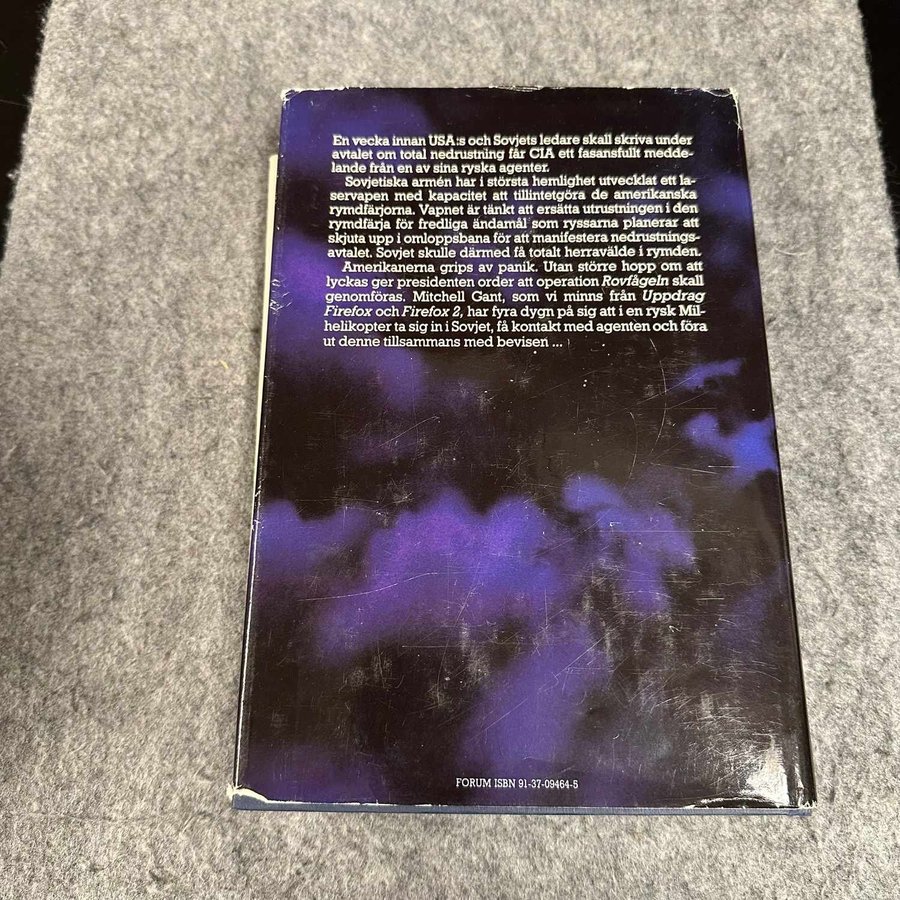 En vecka innan USA:s och Sovjets ledare skall skriva under
avtalet om total nedrustning får CIA ett fasansfullt medde-
lande från en av sina ryska agenter.
Sovjetiska armén har i största hemlighet utvecklat ett la-
servapen med kapacitet att tillintetgöra de amerikanska
rymdfärjorna. Vapnet är tänkt att ersätta utrustningen i den
rymdfärja för fredliga ändamål som ryssarna planerar att
skjuta upp i omloppsbana för att manifestera nedrustnings-
avtalet. Sovjet skulle därmed få totalt herravälde i rymden.
Amerikanerna grips av panik. Utan större hopp om att
lyckas ger presidenten order att operation Rovfågeln skall
genomföras. Mitchell Gant, som vi minns från Uppdrag
Firefox och Firefox 2, har fyra dygn på sig att i en rysk Mil-
helikopter ta sig in i Sovjet, få kontakt med agenten och föra
ut denne tillsammans med bevisen ...
FORUM ISBN 91-37-09464-5